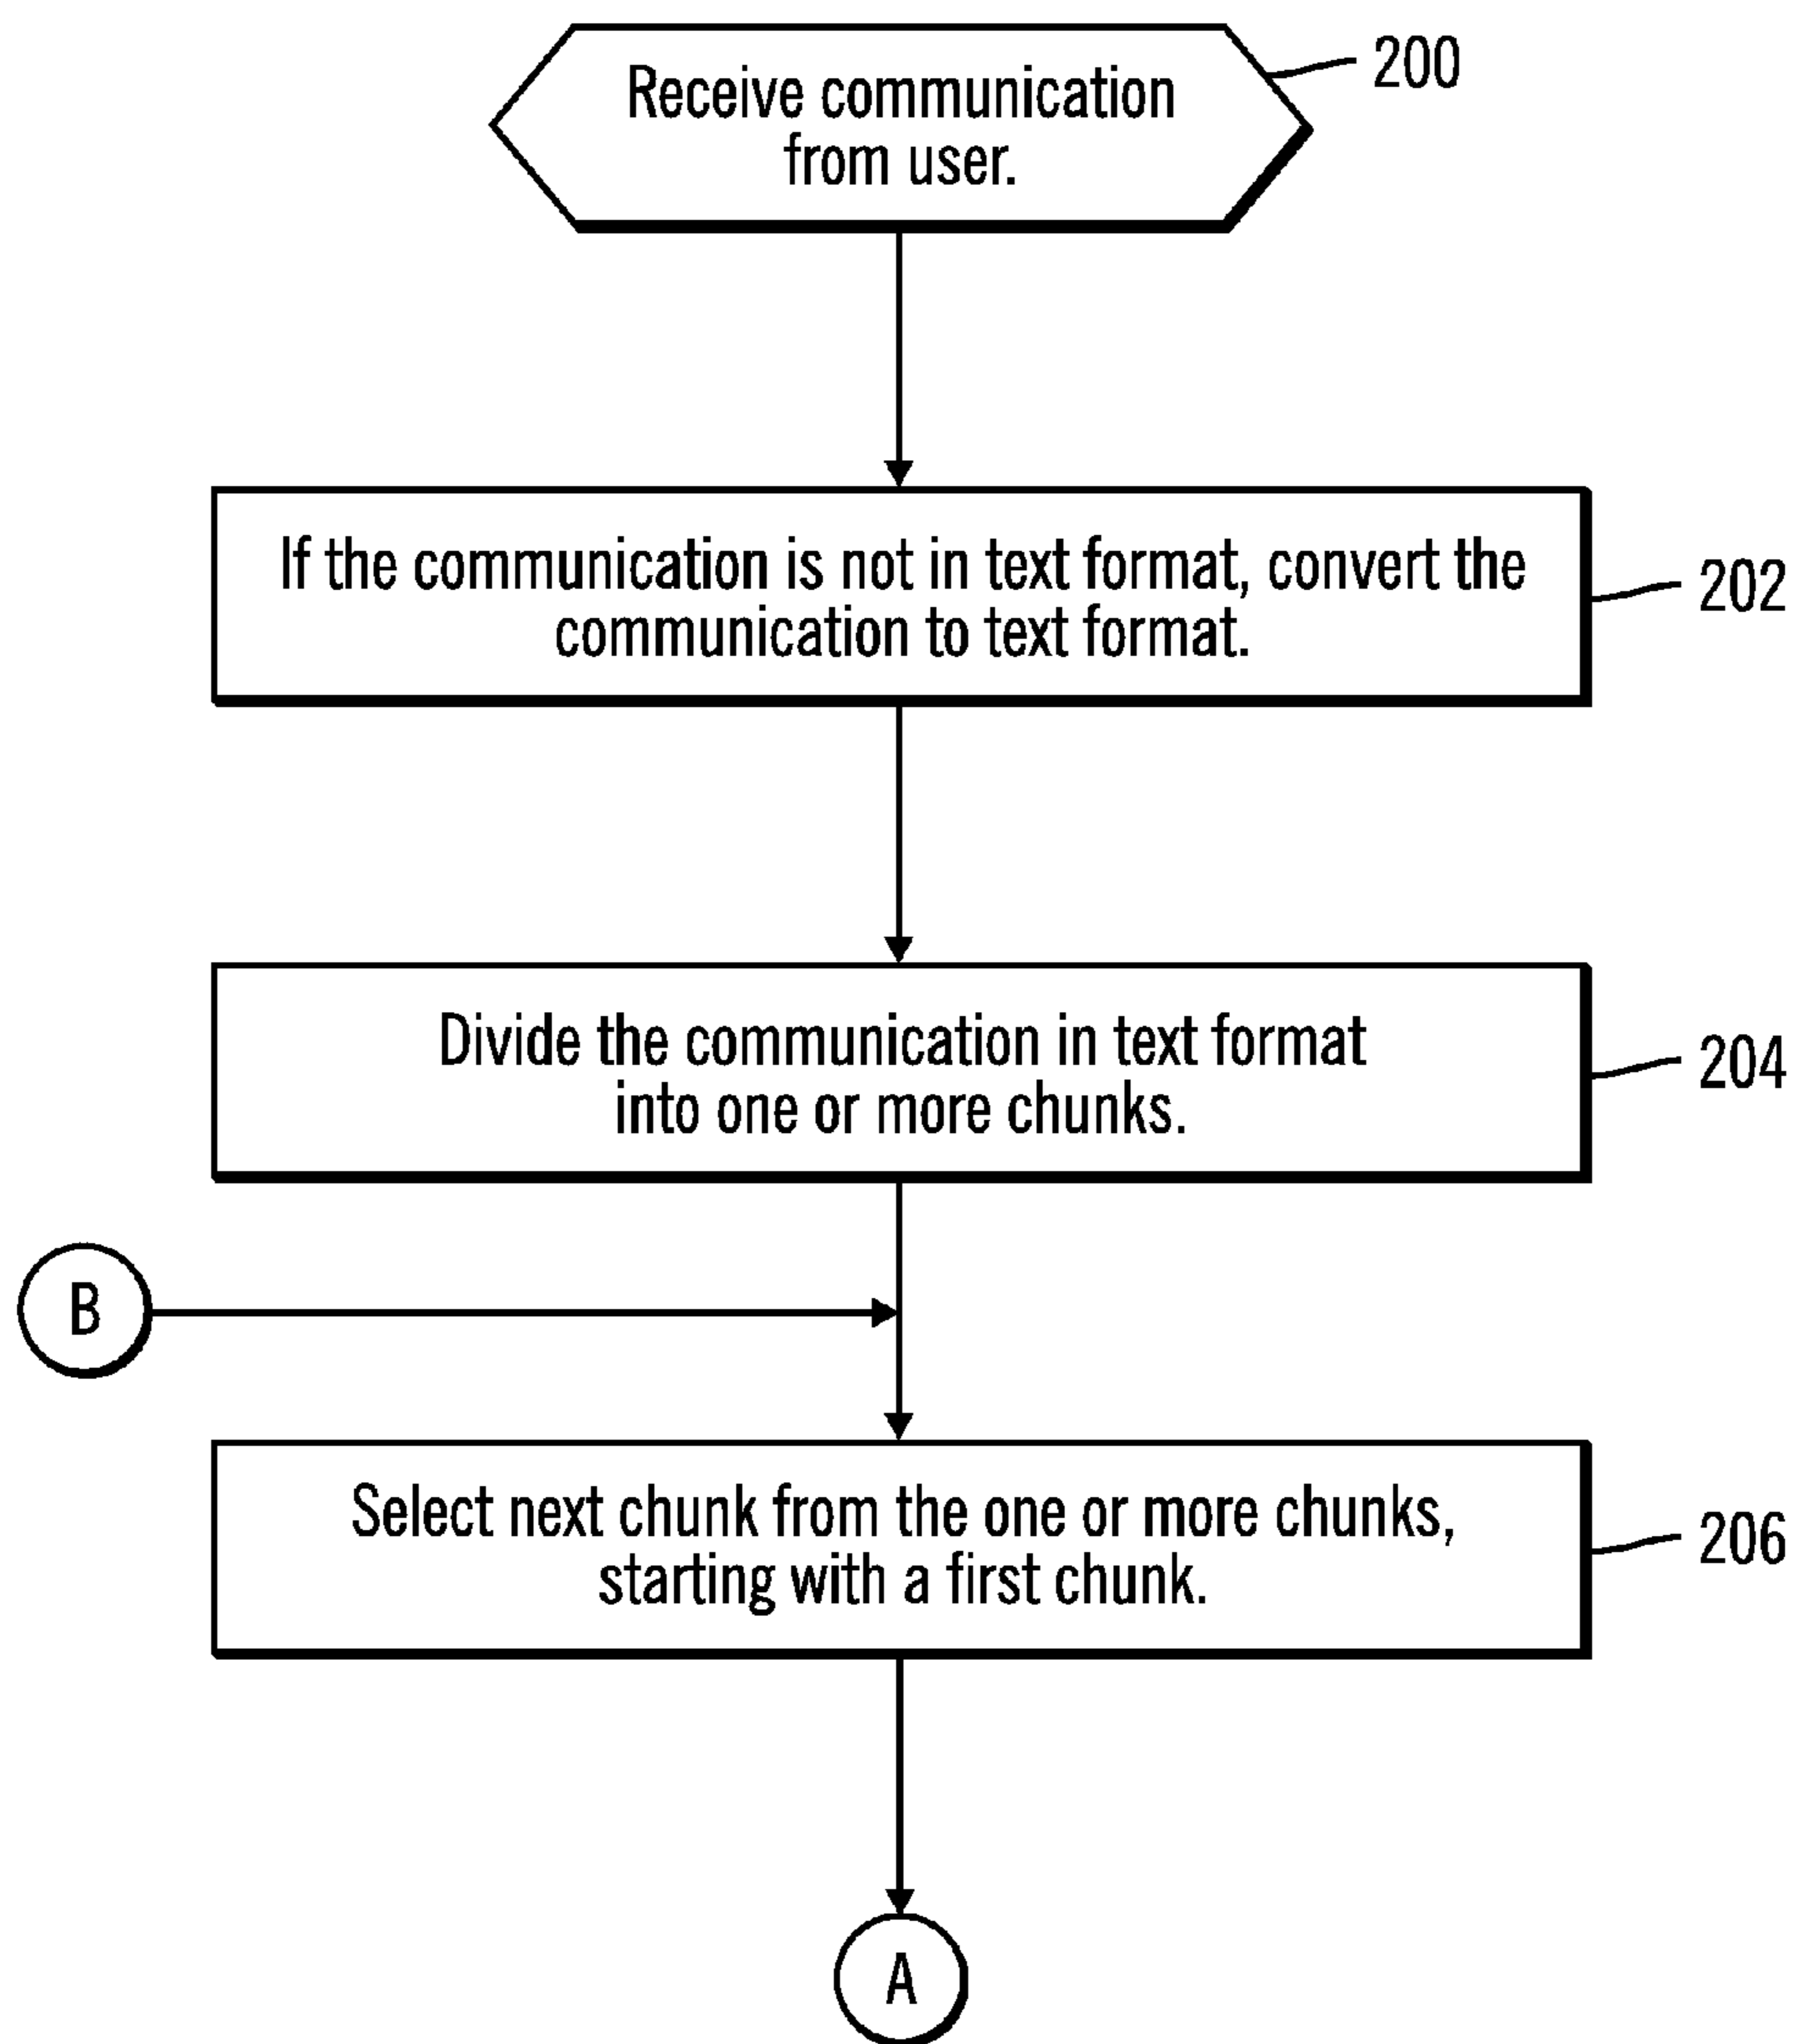 Receive communication
from user.
200
If the communication is not in text format, convert the
communication to text format.
202
Divide the communication in text format
into one or more chunks.
204
B
Select next chunk from the one or more chunks,
starting with a first chunk.
206
A